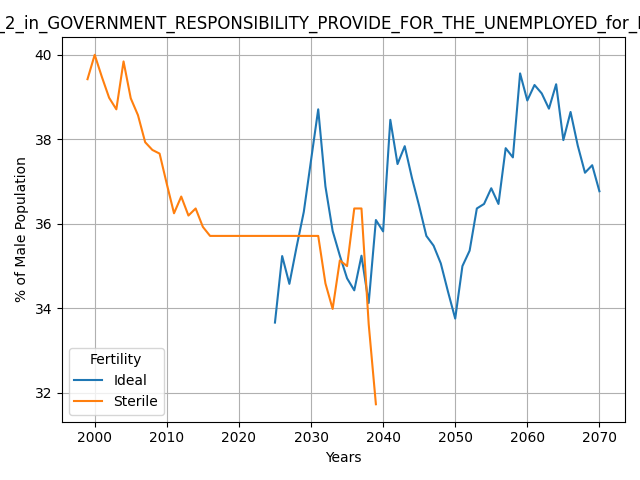 _2_in_GOVERNMENT_RESPONSIBILITY_PROVIDE_FOR_THE_UNEMPLOYED_for_
% of Male Population
40
38
36
34
32
Fertility
Ideal
Sterile
2000 2010 2020 2030 2040 2050 2060 2070
Years